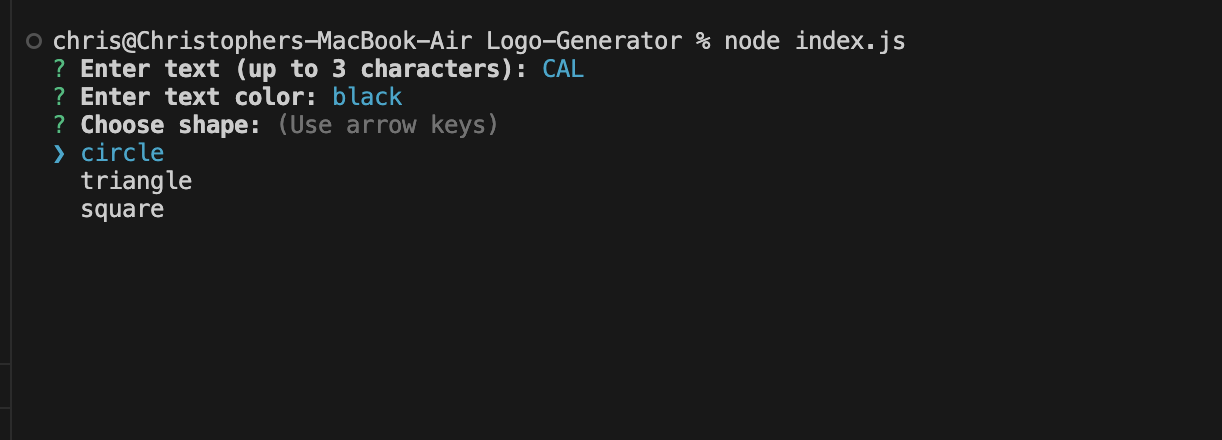 chris@Christophers-MacBook-Air Logo-Generator % node index.js
? Enter text (up to 3 characters): CAL
? Enter text color: black
? Choose shape: (Use arrow keys)
❯ circle
triangle
square